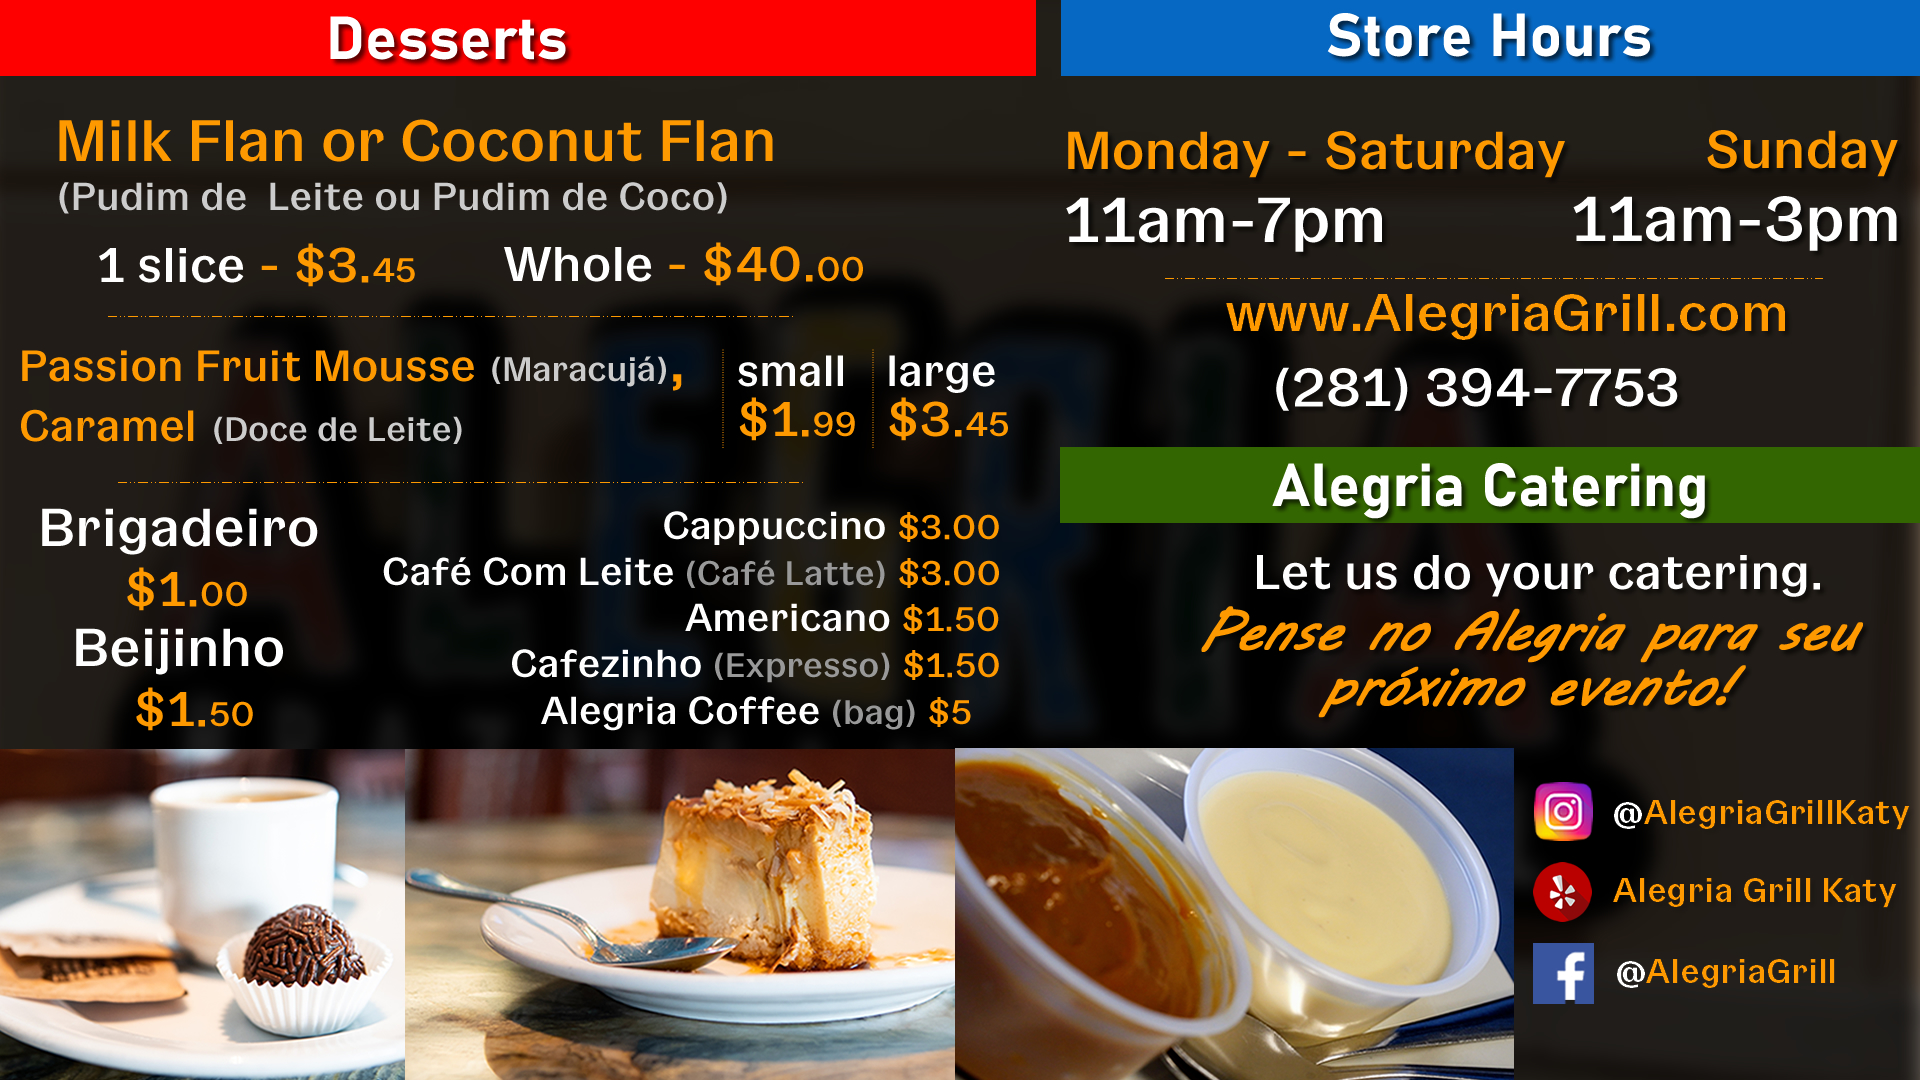 Desserts
Milk Flan or Coconut Flan
(Pudim de Leite ou Pudim de Coco)
1 slice - $3.45 Whole - $40.00
Passion Fruit Mousse (Maracujá),
Caramel (Doce de Leite)
small large
$1.99 $3.45
Brigadeiro
$1.00
Beijinho
$1.50
Cappuccino $3.00
Café Com Leite (Café Latte) $3.00
Americano $1.50
Cafezinho (Expresso) $1.50
Alegria Coffee (bag) $5
Store Hours
Monday - Saturday Sunday
11am-7pm 11am-3pm
www.AlegriaGrill.com
(281) 394-7753
Alegria Catering
Let us do your catering.
Pense no Alegria para seu
próximo evento!
@AlegriaGrillKaty
Alegria Grill Katy
@AlegriaGrill
ALEGRIA